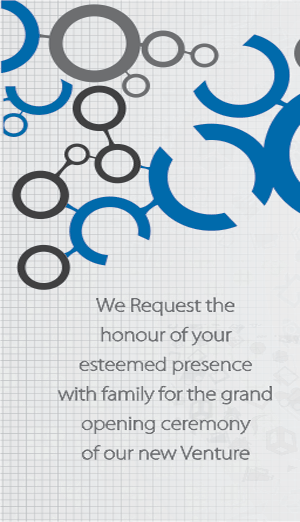 We Request the
honour of your
esteemed presence
with family for the grand
opening ceremony
of our new Venture